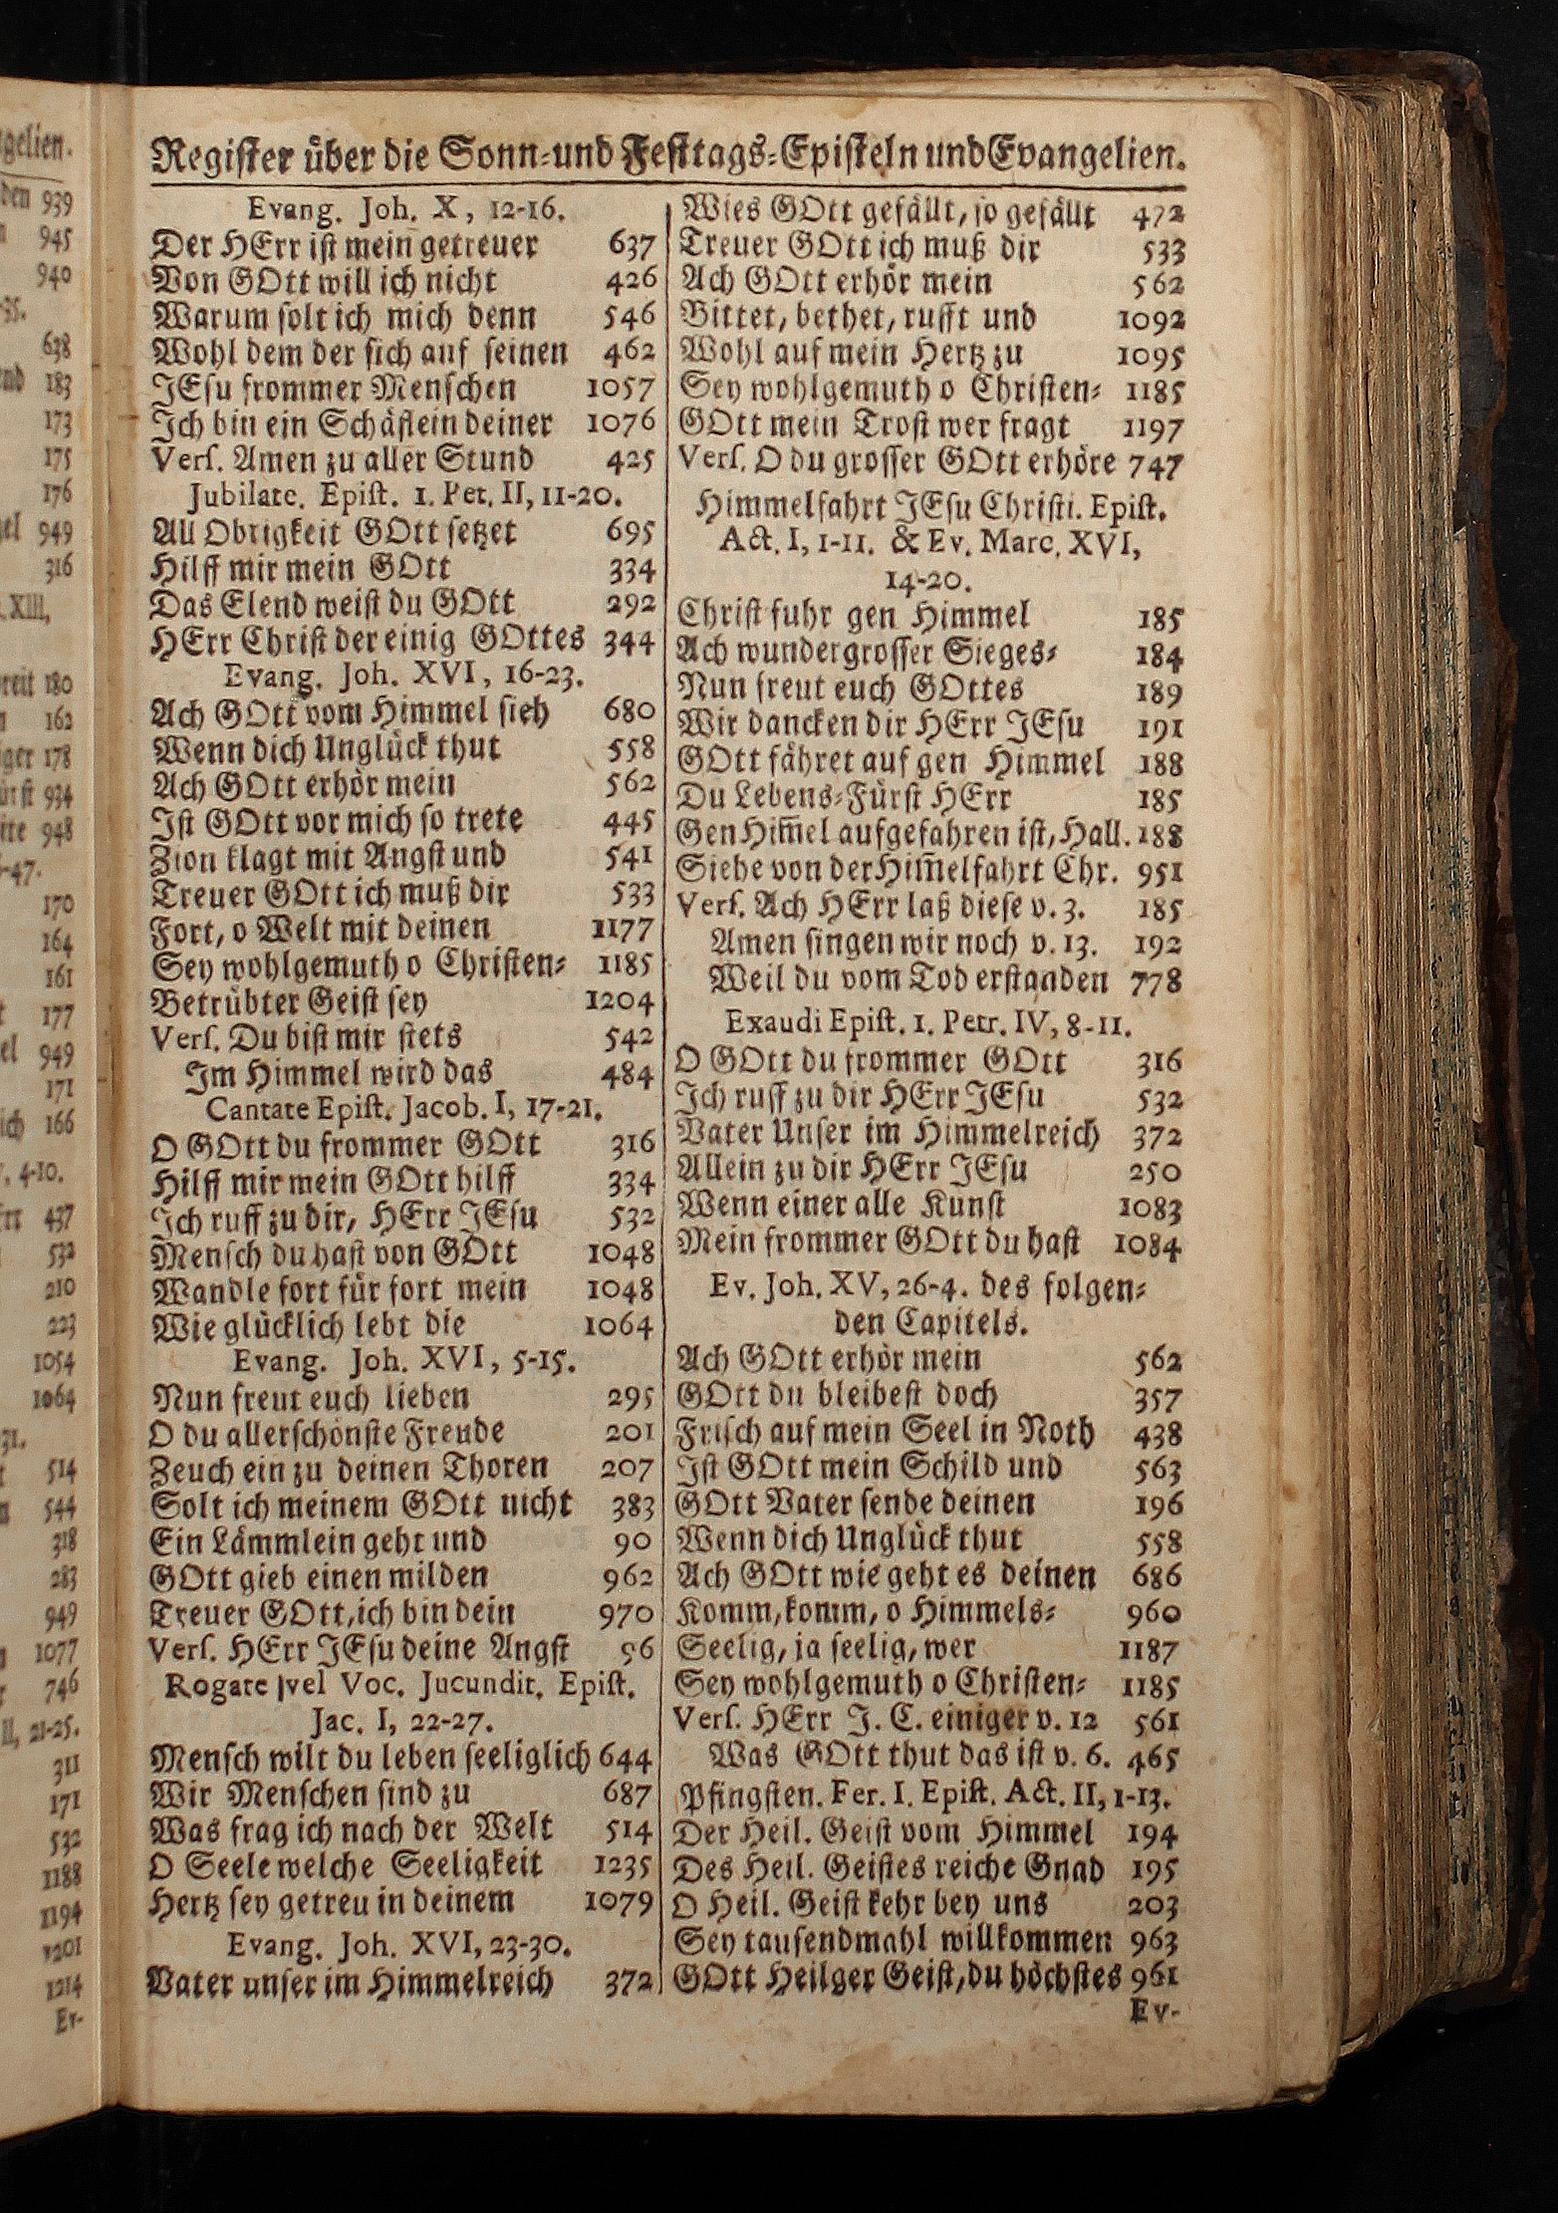 Register über die Sonn-und Festtags-Episteln und Evangelien.
Evang. Joh. X, 12-16.
Der HErr ist mein getreuer 637
Von GOtt will ich nicht 426
Warum solt ich mich denn 546
Wohl dem der sich auf seinen 462
JEsu frommer Menschen 1057
Ich bin ein Schäflein deiner 1076
Vers. Amen zu aller Stund 425
Jubilate. Epist. 1. Pet. II, 11-20.
All Obrigkeit GOtt setzet 695
Hilff mir mein GOtt 334
Das Elend weist du GOtt 292
HErr Christ der einig GOttes 344
Evang. Joh. XVI, 16-23.
Ach GOtt vom Himmel sieh 680
Wenn dich Unglück thut 558
Ach GOtt erhör mein 562
Ist GOtt vor mich so trete 445
Zion klagt mit Angst und 541
Treuer GOtt ich muß dir 533
Fort, o Welt mit deinen 1177
Sey wohlgemuth o Christen- 1185
Betrübter Geist sey 1204
Vers. Du bist mir stets 542
Im Himmel wird das 484
Cantate Epist. Jacob. I, 17-21.
O GOtt du frommer GOtt 316
Hilff mir mein GOtt hilff 334
Ich ruff zu dir, HErr JEsu 532
Mensch du hast von GOtt 1048
Wandle fort für fort mein 1048
Wie glücklich lebt die 1064
Evang. Joh. XVI, 5-15.
Nun freut euch lieben 295
O du allerschönste Freude 201
Zeuch ein zu deinen Thoren 207
Solt ich meinem GOtt nicht 383
Ein Lämmlein geht und 90
GOtt gieb einen milden 962
Treuer GOtt, ich bin dein 970
Vers. HErr JEsu deine Angst 96
Rogate vel Voc. Jucundit. Epist.
Jac. I, 22-27.
Mensch wilt du leben seeliglich 644
Wir Menschen sind zu 687
Was frag ich nach der Welt 514
O Seele welche Seeligkeit 1235
Hertz sey getreu in deinem 1079
Evang. Joh. XVI, 23-30.
Vater unser im Himmelreich 372
Wies GOtt gefällt, so gefällt 472
Treuer GOtt ich muß dir 533
Ach GOtt erhör mein 562
Bittet, bethet, rufft und 1092
Wohl auf mein Hertz zu 1095
Sey wohlgemuth o Christen- 1185
GOtt mein Trost wer fragt 1197
Vers. O du grosser GOtt erhöre 747
Himmelfahrt JEsu Christi. Epist.
Act. I, 1-11. & Ev. Marc. XVI,
14-20.
Christ fuhr gen Himmel 185
Ach wundergrosser Sieges- 184
Nun freut euch GOttes 189
Wir dancken dir HErr JEsu 191
GOtt fähret auf gen Himmel 188
Du Lebens-Fürst HErr 185
Gen Him̅el aufgefahren ist, Hall. 188
Siehe von der Him̅elfahrt Chr. 951
Vers. Ach HErr laß diese v. 3. 185
Amen singen wir noch v. 13. 192
Weil du vom Tod erstanden 778
Exaudi Epist. 1. Petr. IV, 8-11.
O GOtt du frommer GOtt 316
Ich ruff zu dir HErr JEsu 532
Vater Unser im Himmelreich 372
Allein zu dir HErr JEsu 250
Wenn einer alle Kunst 1083
Mein frommer GOtt du hast 1084
Ev. Joh. XV, 26-4. des folgen-
den Capitels.
Ach GOtt erhör mein 562
GOtt du bleibest doch 357
Frisch auf mein Seel in Noth 438
Ist GOtt mein Schild und 563
GOtt Vater sende deinen 196
Wenn dich Unglück thut 558
Ach GOtt wie geht es deinen 686
Komm, komm, o Himmels- 960
Seelig, ja seelig, wer 1187
Sey wohlgemuth o Christen- 1185
Vers. HErr J. C. einiger v. 12 561
Was GOtt thut das ist v. 6. 465
Pfingsten. Fer. I. Epist. Act. II, 1-13.
Der Heil. Geist vom Himmel 194
Des Heil. Geistes reiche Gnad 195
O Heil. Geist kehr bey uns 203
Sey tausendmahl willkommen 963
GOtt Heilger Geist, du höchstes 961
Ev-